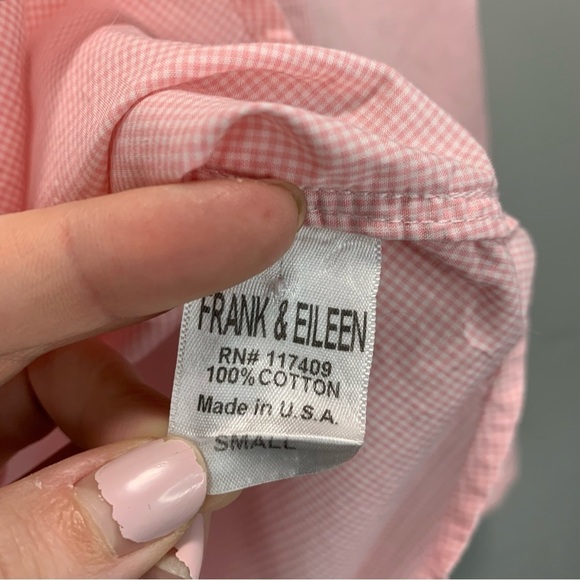 FRANK & EILEEN
RN# 117409
100% COTTON
Made in U.S.A.
SMALL